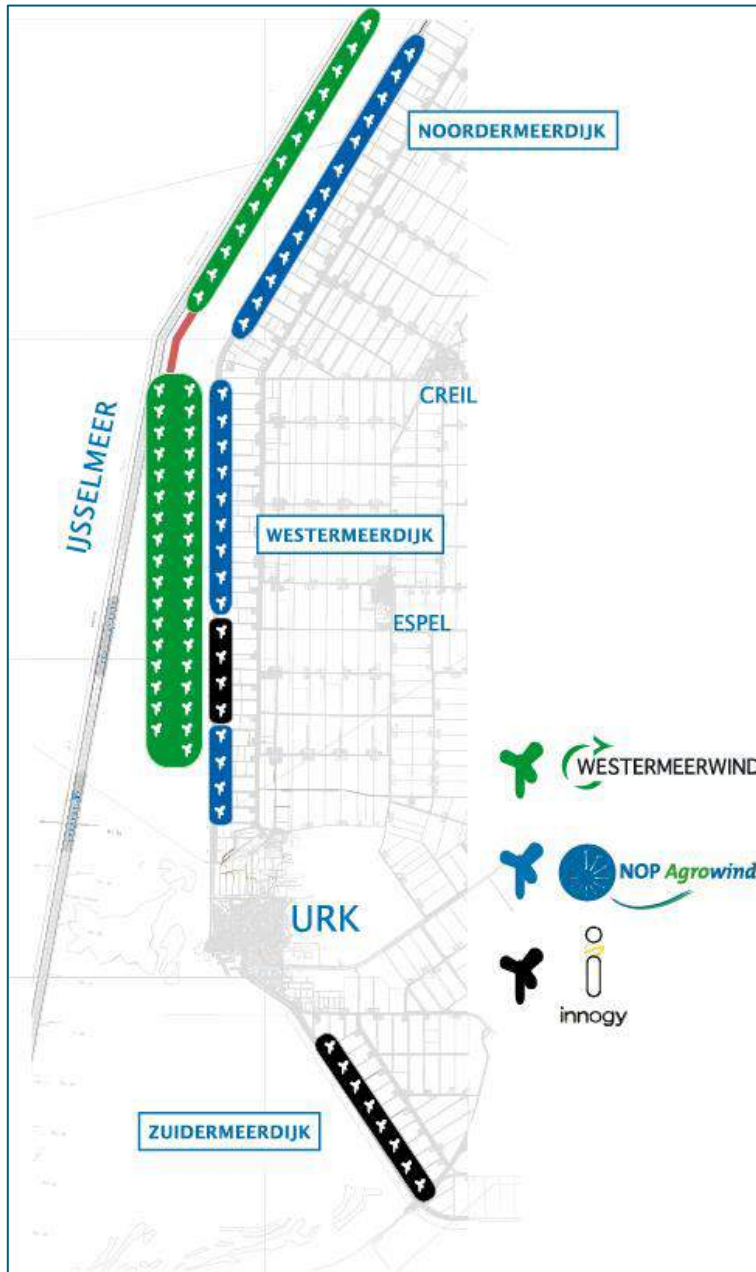 NOORDERMEERDIJK
CREIL
IJSSELMEER
WESTERMEERDIJK
ESPEL
WESTERMEERWIND
NOP Agrowind
URK
innogy
ZUIDERMEERDIJK